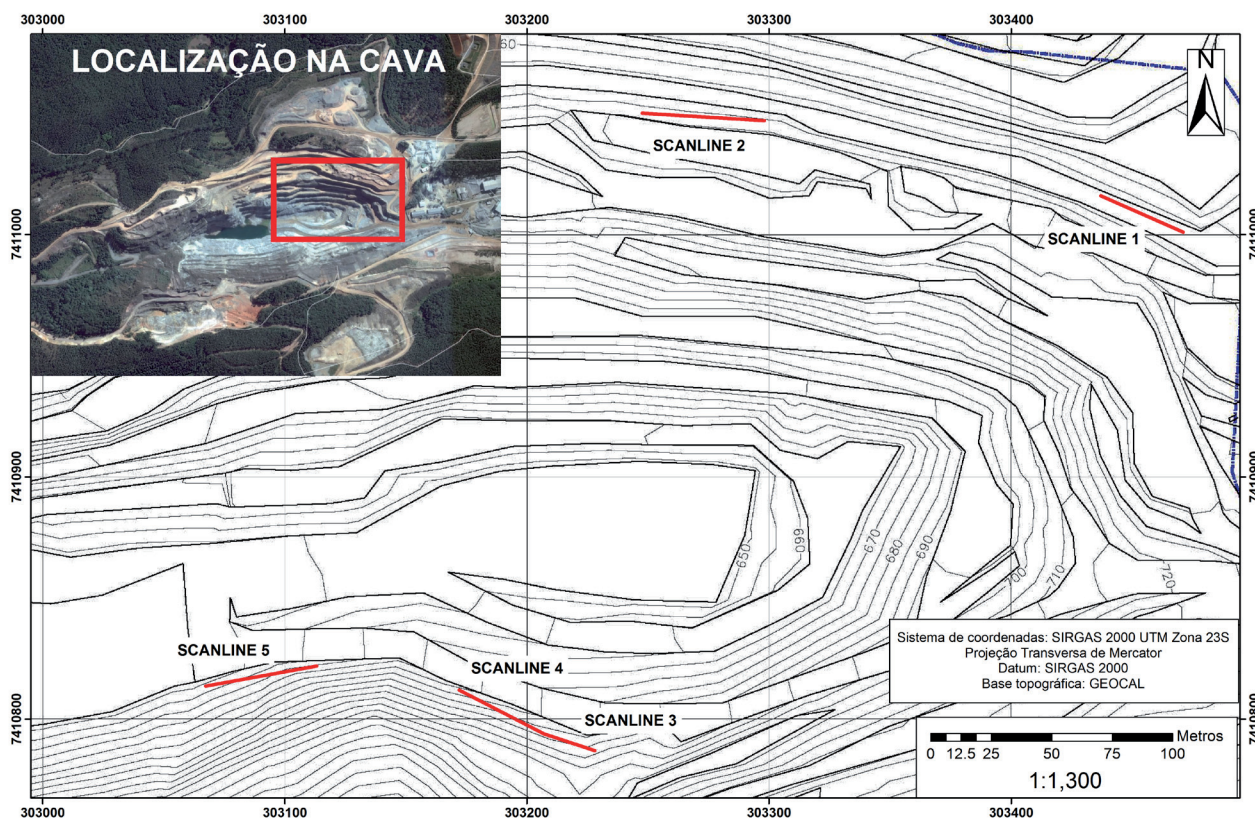 303000 303100 303200 303300 303400
LOCALIZAÇÃO NA CAVA
60
N
SCANLINE 2
7411000 7411000
SCANLINE 1
7410900 7410900
650
660
670
680
690
700
710
720
SCANLINE 5
SCANLINE 4
SCANLINE 3
7410800 7410800
Sistema de coordenadas: SIRGAS 2000 UTM Zona 23S
Projeção Transversa de Mercator
Datum: SIRGAS 2000
Base topográfica: GEOCAL
Metros
0 12.5 25 50 75 100
1:1,300
303000 303100 303200 303300 303400